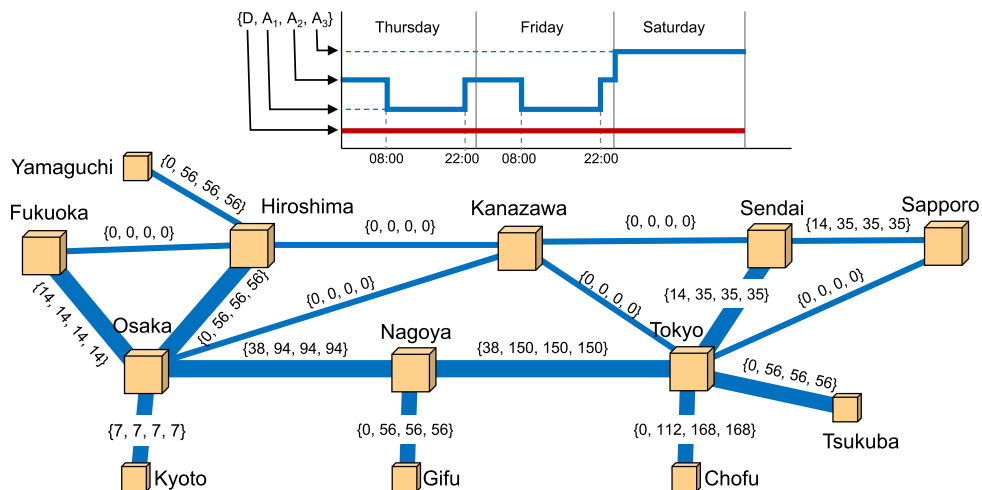 {D, A₁, A₂, A₃}
Thursday
Friday
Saturday
08:00
22:00
08:00
22:00
Yamaguchi
{0, 56, 56, 56}
Fukuoka
Hiroshima
Kanazawa
Sendai
Sapporo
{0, 0, 0, 0}
{0, 0, 0, 0}
{0, 0, 0, 0}
{14, 35, 35, 35}
{14, 14, 14, 14}
{0, 56, 56, 56}
{0, 0, 0, 0}
{0, 0, 0, 0}
{14, 35, 35, 35}
{0, 0, 0, 0}
Osaka
Nagoya
Tokyo
{38, 94, 94, 94}
{38, 150, 150, 150}
{0, 56, 56, 56}
Tsukuba
{7, 7, 7, 7}
{0, 56, 56, 56}
{0, 112, 168, 168}
Kyoto
Gifu
Chofu